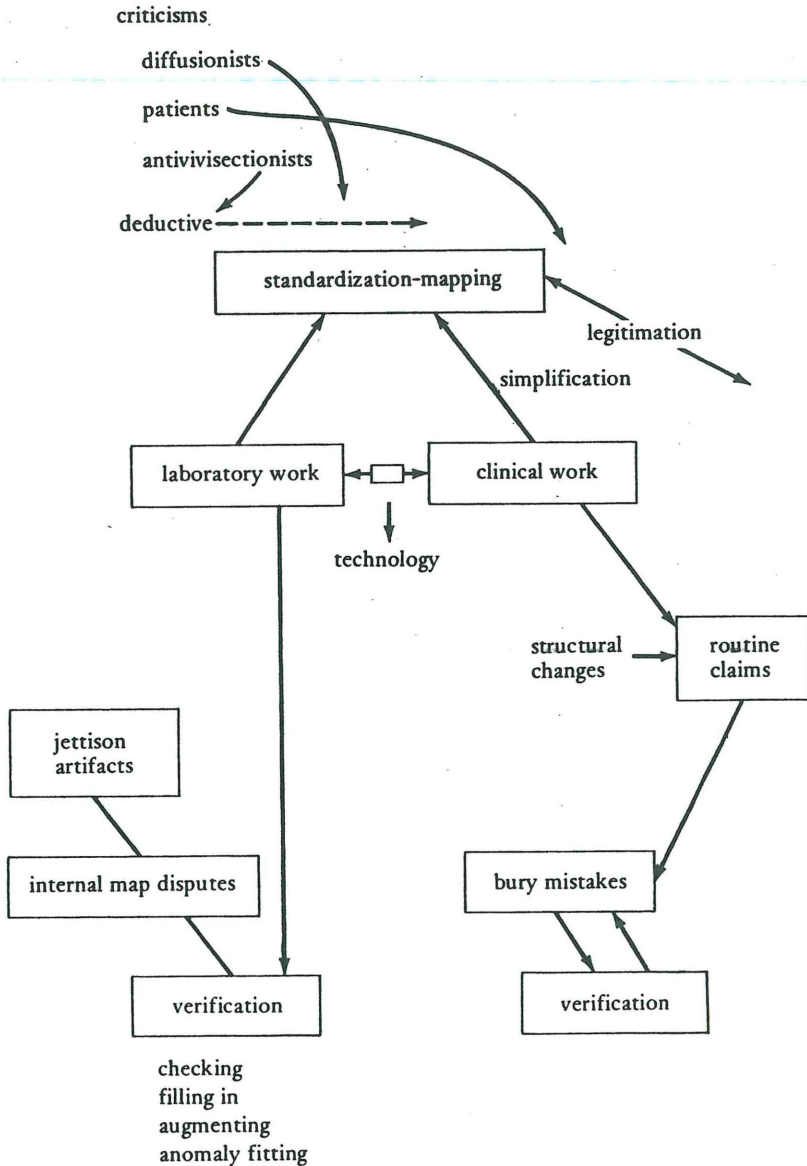 criticisms
diffusionists
patients
antivivisectionists
deductive
standardization-mapping
legitimation
simplification
laboratory work
clinical work
technology
structural
changes
routine
claims
jettison
artifacts
internal map disputes
bury mistakes
verification
verification
checking
filling in
augmenting
anomaly fitting